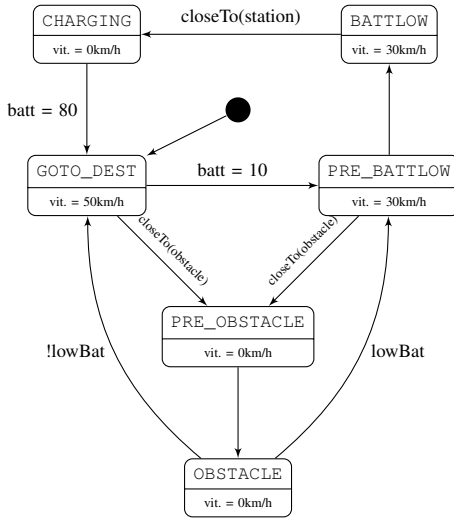 CHARGING
vit. = 0km/h
closeTo(station)
BATTLOW
vit. = 30km/h
batt = 80
GOTO_DEST
vit. = 50km/h
batt = 10
PRE_BATTLOW
vit. = 30km/h
closeTo(obstacle)
closeTo(obstacle)
PRE_OBSTACLE
vit. = 0km/h
!lowBat
lowBat
OBSTACLE
vit. = 0km/h